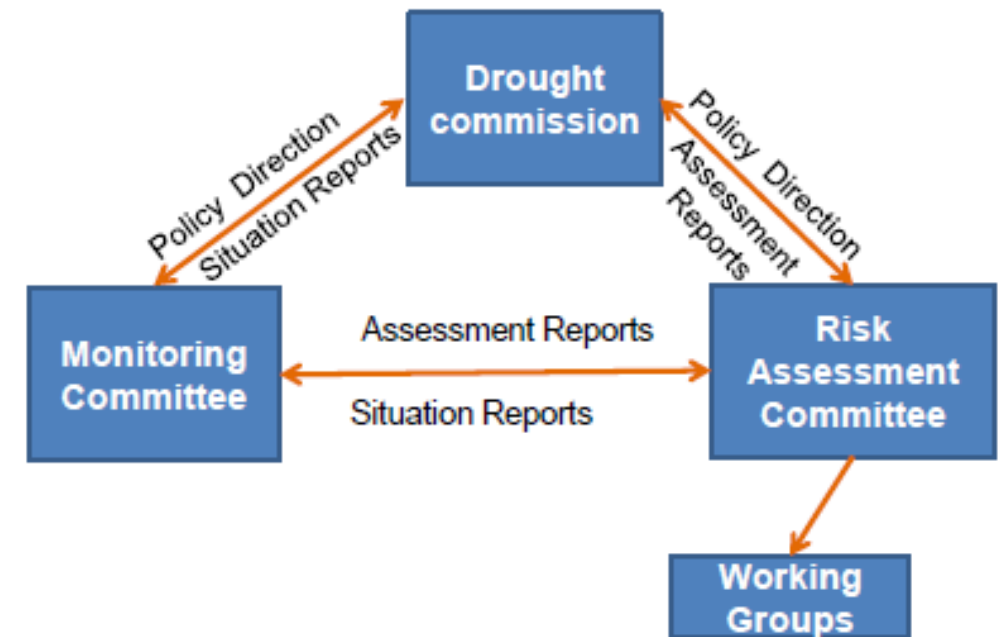 Drought
commission
Policy Direction
Situation Reports
Policy Direction
Assessment
Reports
Monitoring
Committee
Assessment Reports
Situation Reports
Risk
Assessment
Committee
Working
Groups